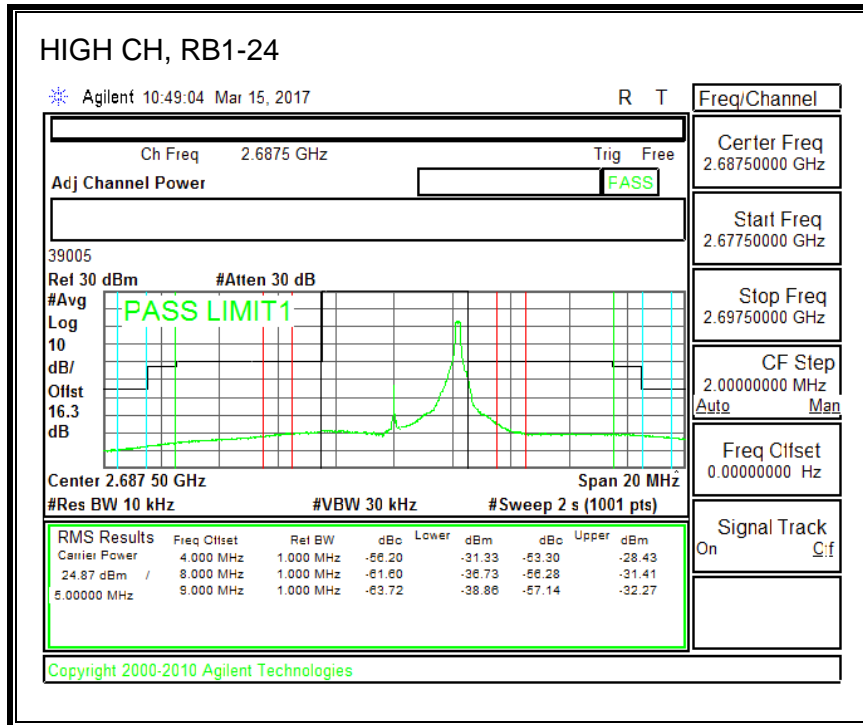 HIGH CH, RB1-24
Agilent 10:49:04 Mar 15, 2017 R T
Freq/Channel
Ch Freq 2.6875 GHz Trig Free
Adj Channel Power PASS
Center Freq
2.68750000 GHz
Start Freq
2.67750000 GHz
Stop Freq
2.69750000 GHz
CF Step
2.00000000 MHz
Auto Man
Freq Offset
0.00000000 Hz
Signal Track
On Off
39005
Ref 30 dBm #Atten 30 dB
#Avg
Log
10
dB/
Offst
16.3
dB
PASS LIMIT1
Center 2.687 50 GHz Span 20 MHz
#Res BW 10 kHz #VBW 30 kHz #Sweep 2 s (1001 pts)
RMS Results Freq Offset Ref BW dBc Lower dBm dBc Upper dBm
Carrier Power 4.000 MHz 1.000 MHz -56.20 -31.33 -53.30 -28.43
24.87 dBm / 8.000 MHz 1.000 MHz -61.60 -36.73 -56.28 -31.41
5.00000 MHz 9.000 MHz 1.000 MHz -63.72 -38.86 -57.14 -32.27
Copyright 2000-2010 Agilent Technologies